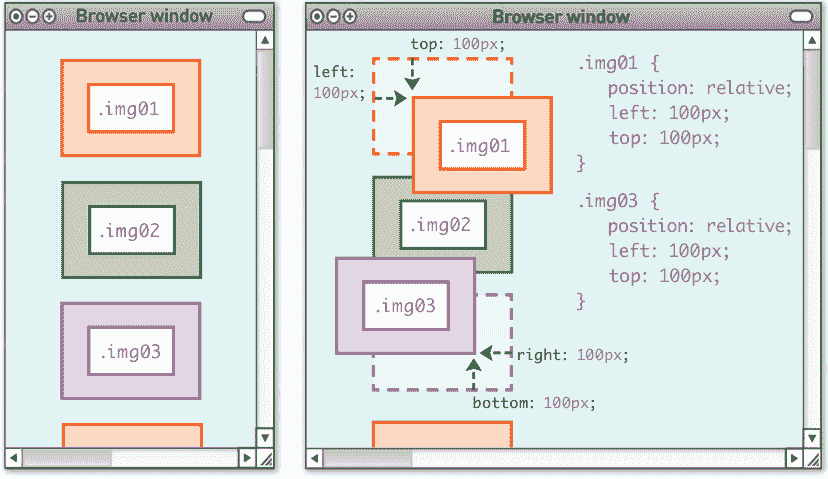 Browser window
.img01
.img02
.img03
Browser window
top: 100px;
left:
100px;
.img01
.img02
.img03
right: 100px;
bottom: 100px;
.img01 {
position: relative;
left: 100px;
top: 100px;
}
.img03 {
position: relative;
left: 100px;
top: 100px;
}